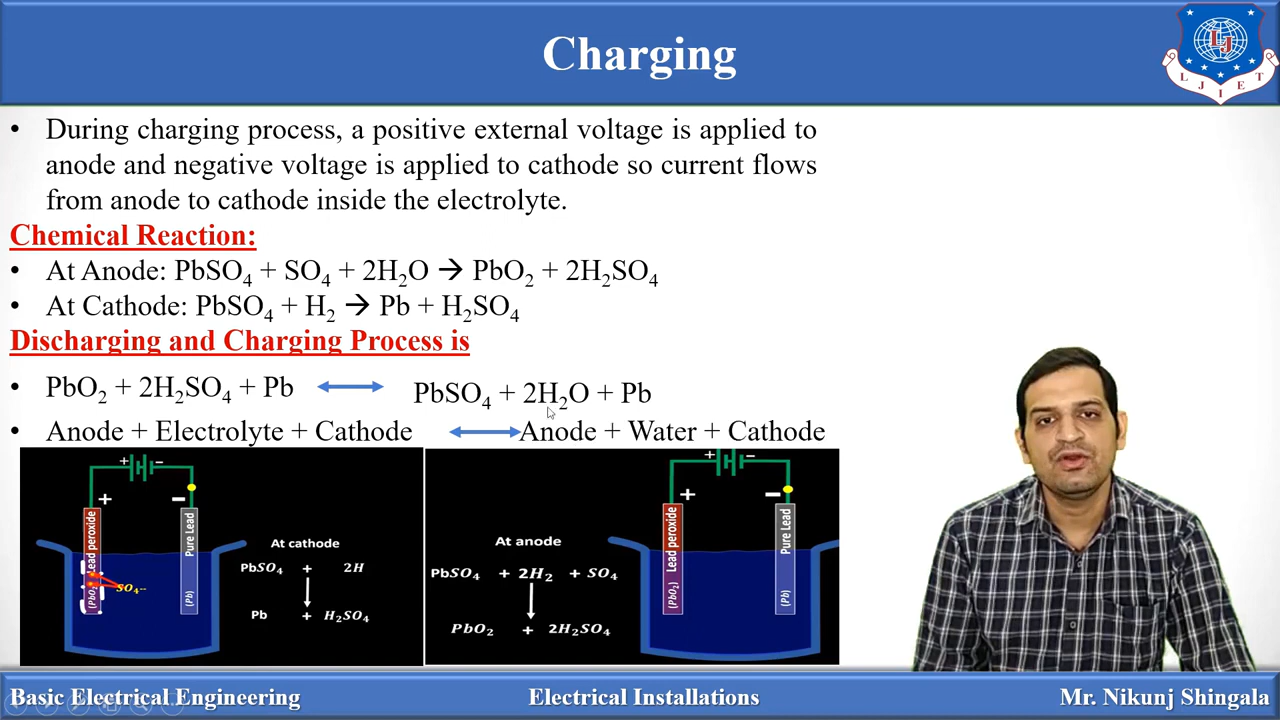 Charging
L J I E T
• During charging process, a positive external voltage is applied to
anode and negative voltage is applied to cathode so current flows
from anode to cathode inside the electrolyte.
Chemical Reaction:
• At Anode: PbSO₄ + SO₄ + 2H₂O → PbO₂ + 2H₂SO₄
• At Cathode: PbSO₄ + H₂ → Pb + H₂SO₄
Discharging and Charging Process is
• PbO₂ + 2H₂SO₄ + Pb ⟷ PbSO₄ + 2H₂O + Pb
• Anode + Electrolyte + Cathode ⟷ Anode + Water + Cathode
+ −
+ −
Lead peroxide
(PbO₂)
Pure Lead
(Pb)
SO₄--
At cathode
PbSO₄ + 2H
Pb + H₂SO₄
At anode
PbSO₄ + 2H₂ + SO₄
PbO₂ + 2H₂SO₄
+ −
+ −
Lead peroxide
(PbO₂)
Pure Lead
(Pb)
Basic Electrical Engineering
Electrical Installations
Mr. Nikunj Shingala